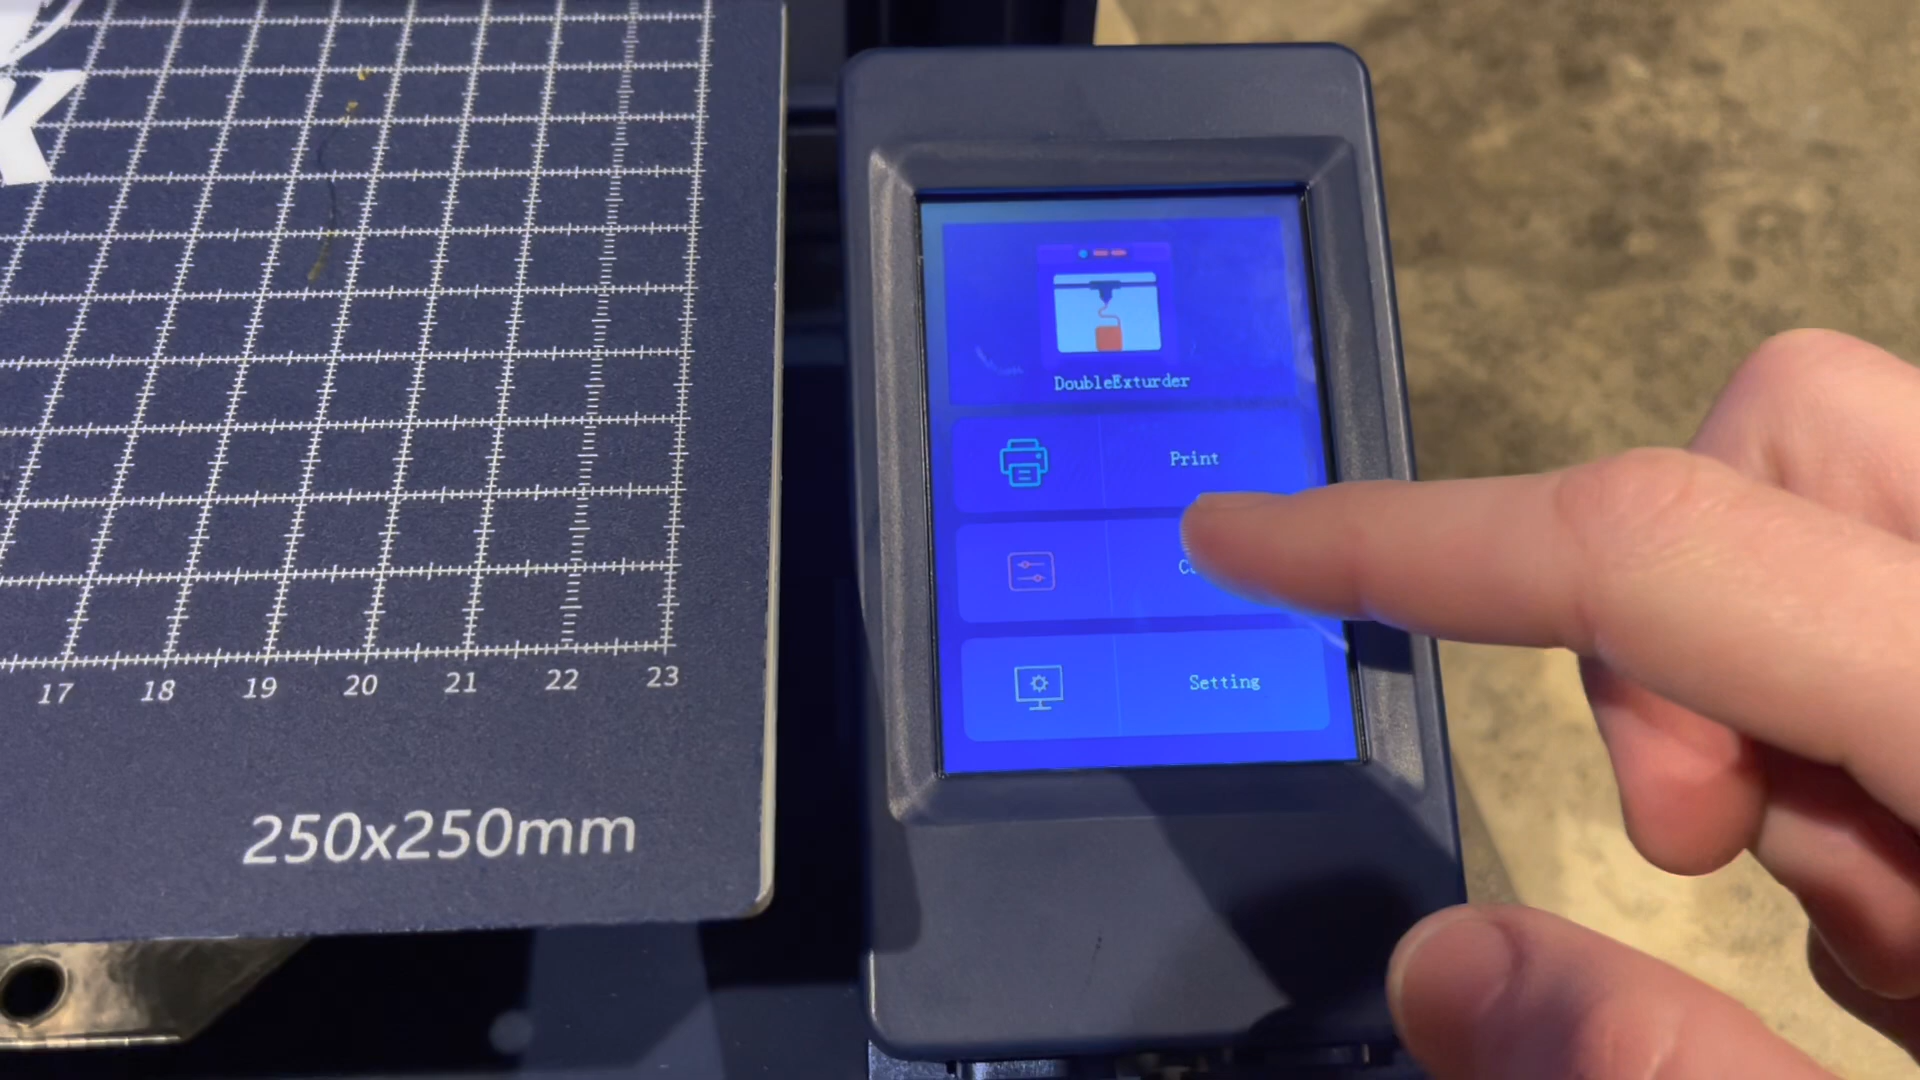 K
17 18 19 20 21 22 23
250x250mm
DoubleExturder
Print
Setting